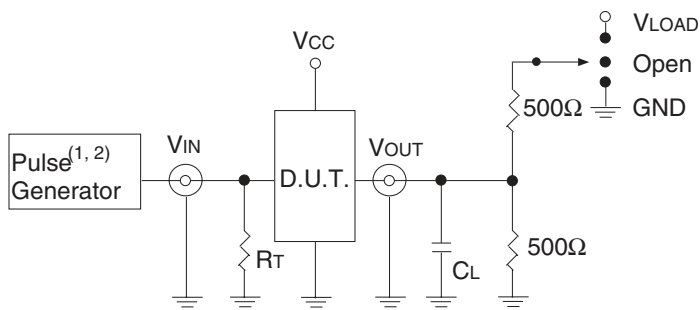 VLOAD
VCC
Open
500Ω
GND
Pulse(1, 2)
Generator
VIN
D.U.T.
VOUT
RT
CL
500Ω